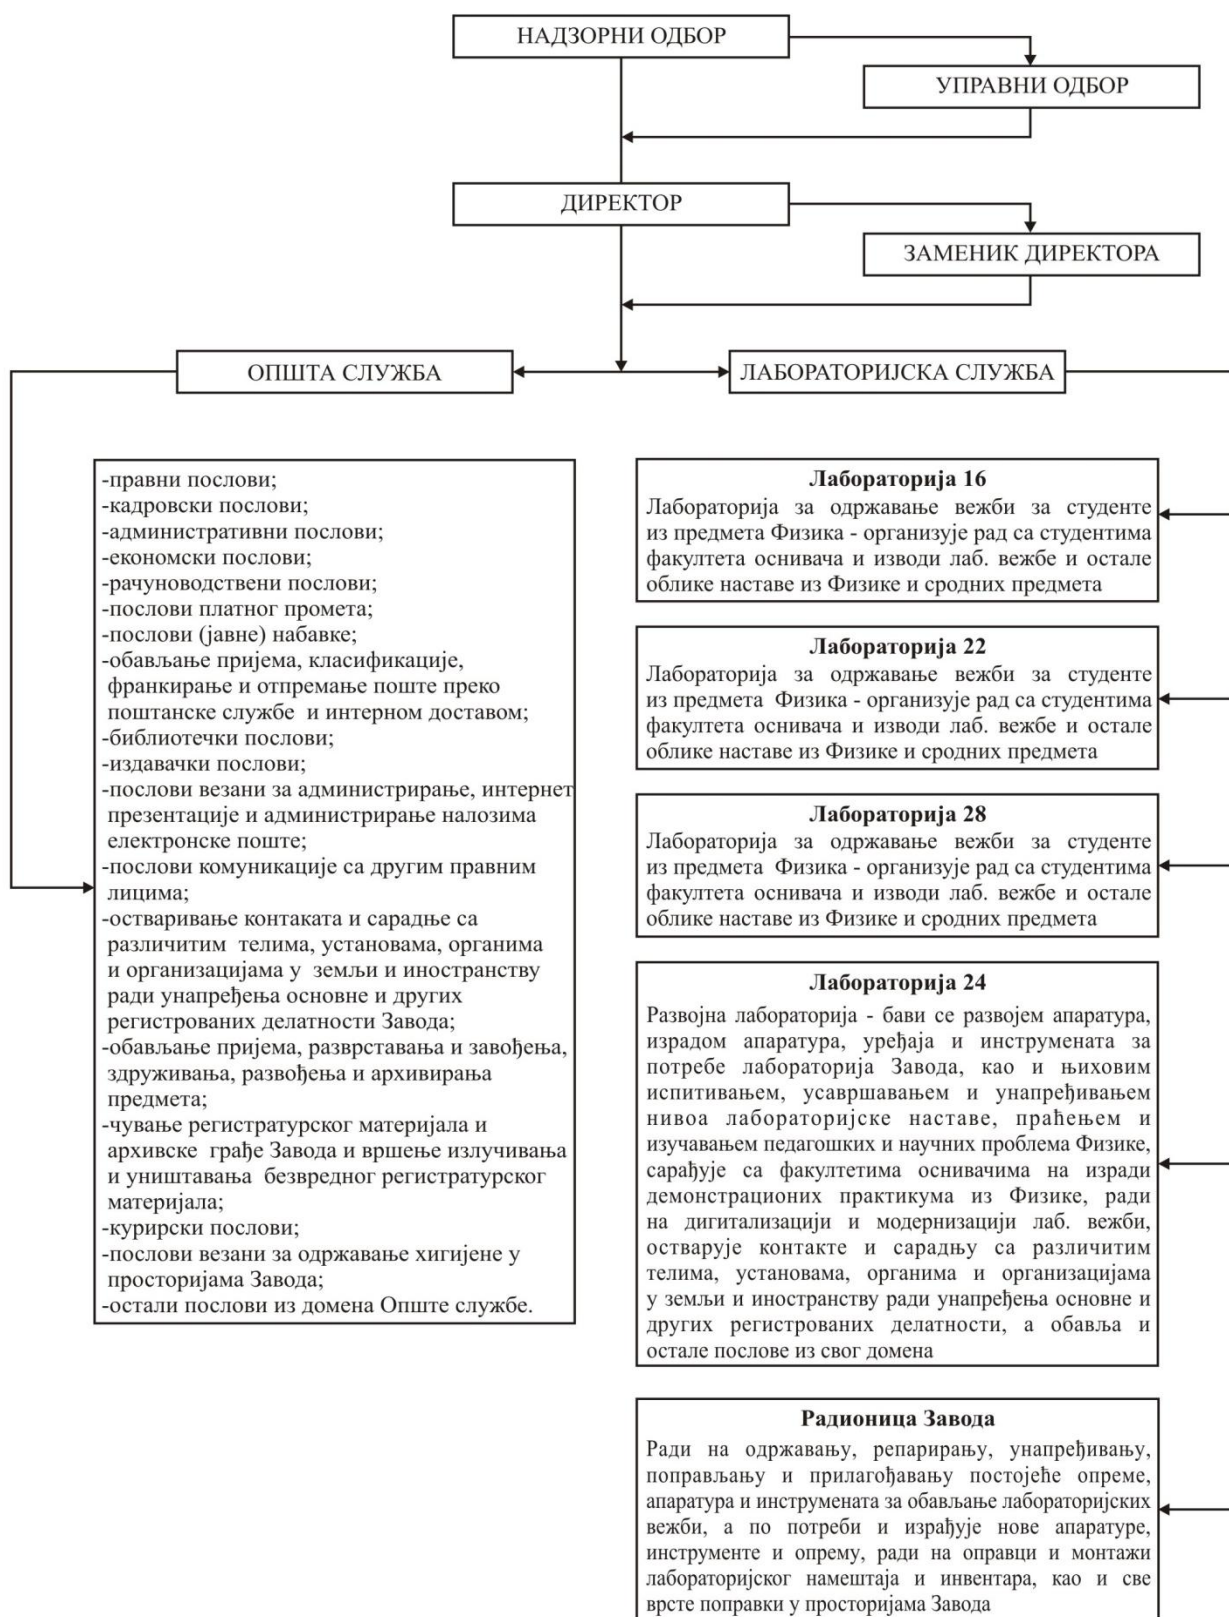 НАДЗОРНИ ОДБОР
УПРАВНИ ОДБОР
ДИРЕКТОР
ЗАМЕНИК ДИРЕКТОРА
ОПШТА СЛУЖБА
ЛАБОРАТОРИЈСКА СЛУЖБА
-правни послови;
-кадровски послови;
-административни послови;
-економски послови;
-рачуноводствени послови;
-послови платног промета;
-послови (јавне) набавке;
-обављање пријема, класификације,
франкирање и отпремање поште преко
поштанске службе и интерном доставом;
-библиотечки послови;
-издавачки послови;
-послови везани за администрирање, интернет
презентације и администрирање налозима
електронске поште;
-послови комуникације са другим правним
лицима;
-остваривање контаката и сарадње са
различитим телима, установама, органима
и организацијама у земљи и иностранству
ради унапређења основне и других
регистрованих делатности Завода;
-обављање пријема, разврставања и завођења,
здруживања, развођења и архивирања
предмета;
-чување регистратурског материјала и
архивске грађе Завода и вршење излучивања
и уништавања безвредног регистратурског
материјала;
-курирски послови;
-послови везани за одржавање хигијене у
просторијама Завода;
-остали послови из домена Опште службе.
Лабораторија 16
Лабораторија за одржавање вежби за студенте
из предмета Физика - организује рад са студентима
факултета оснивача и изводи лаб. вежбе и остале
облике наставе из Физике и сродних предмета
Лабораторија 22
Лабораторија за одржавање вежби за студенте
из предмета Физика - организује рад са студентима
факултета оснивача и изводи лаб. вежбе и остале
облике наставе из Физике и сродних предмета
Лабораторија 28
Лабораторија за одржавање вежби за студенте
из предмета Физика - организује рад са студентима
факултета оснивача и изводи лаб. вежбе и остале
облике наставе из Физике и сродних предмета
Лабораторија 24
Развојна лабораторија - бави се развојем апаратура,
израдом апаратура, уређаја и инструмената за
потребе лабораторија Завода, као и њиховим
испитивањем, усавршавањем и унапређивањем
нивоа лабораторијске наставе, праћењем и
изучавањем педагошких и научних проблема Физике,
сарађује са факултетима оснивачима на изради
демонстрационих практикума из Физике, ради
на дигитализацији и модернизацији лаб. вежби,
остварује контакте и сарадњу са различитим
телима, установама, органима и организацијама
у земљи и иностранству ради унапређења основне и
других регистрованих делатности, а обавља и
остале послове из свог домена
Радионица Завода
Ради на одржавању, репарирању, унапређивању,
поправљању и прилагођавању постојеће опреме,
апаратура и инструмената за обављање лабораторијских
вежби, а по потреби и израђује нове апаратуре,
инструменте и опрему, ради на оправци и монтажи
лабораторијског намештаја и инвентара, као и све
врсте поправки у просторијама Завода